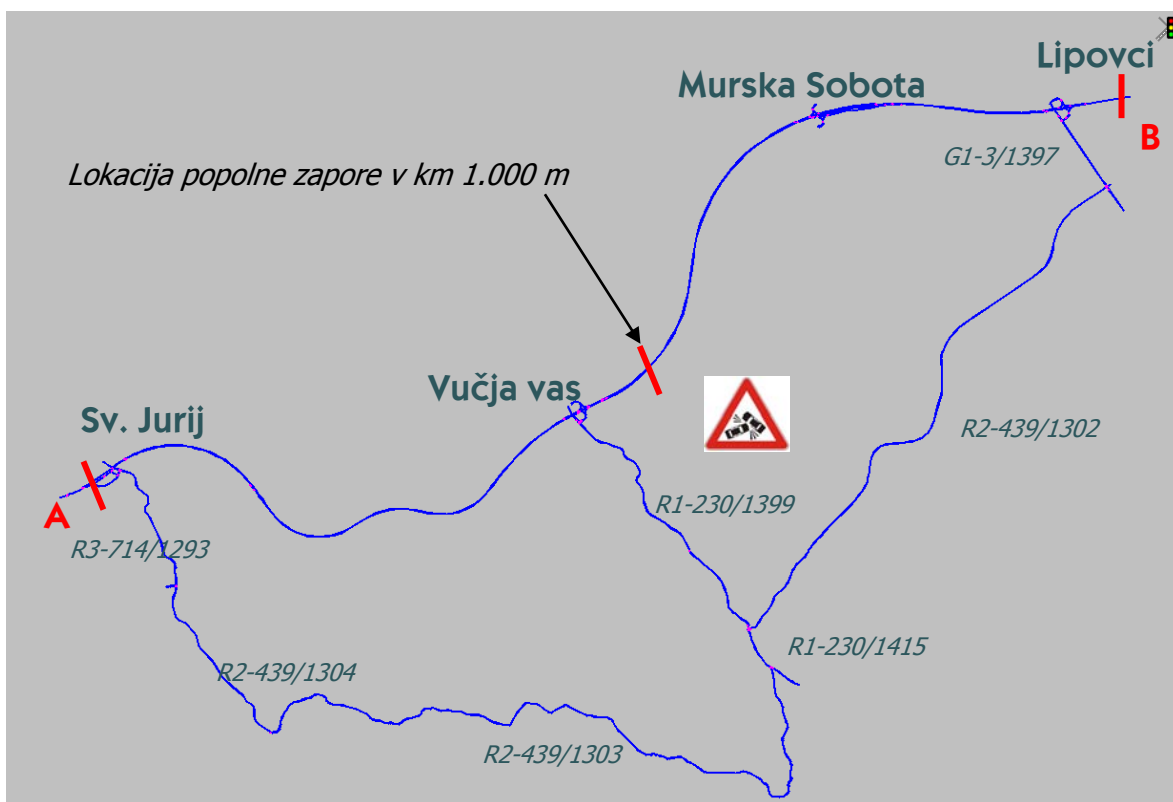 Lipovci
Murska Sobota
B
G1-3/1397
Lokacija popolne zapore v km 1.000 m
Vučja vas
Sv. Jurij
R2-439/1302
A
R1-230/1399
R3-714/1293
R1-230/1415
R2-439/1304
R2-439/1303